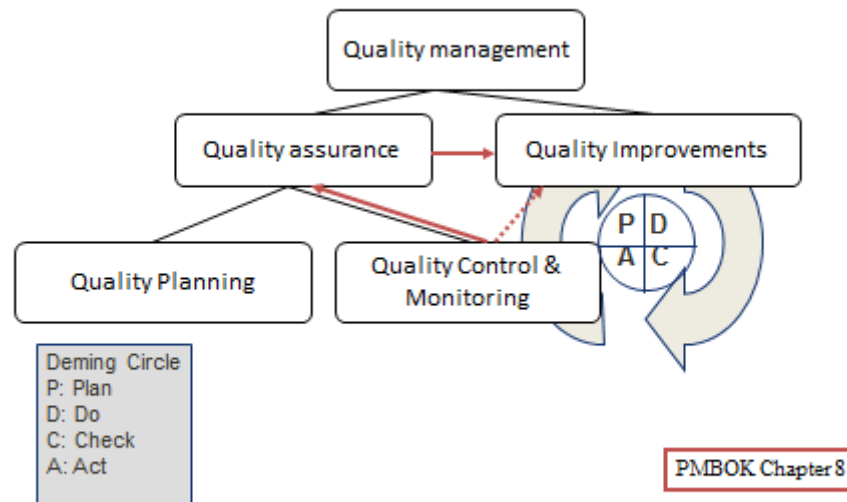 Quality management
Quality assurance
Quality Improvements
P D
A C
Quality Planning
Quality Control &
Monitoring
Deming Circle
P: Plan
D: Do
C: Check
A: Act
PMBOK Chapter 8